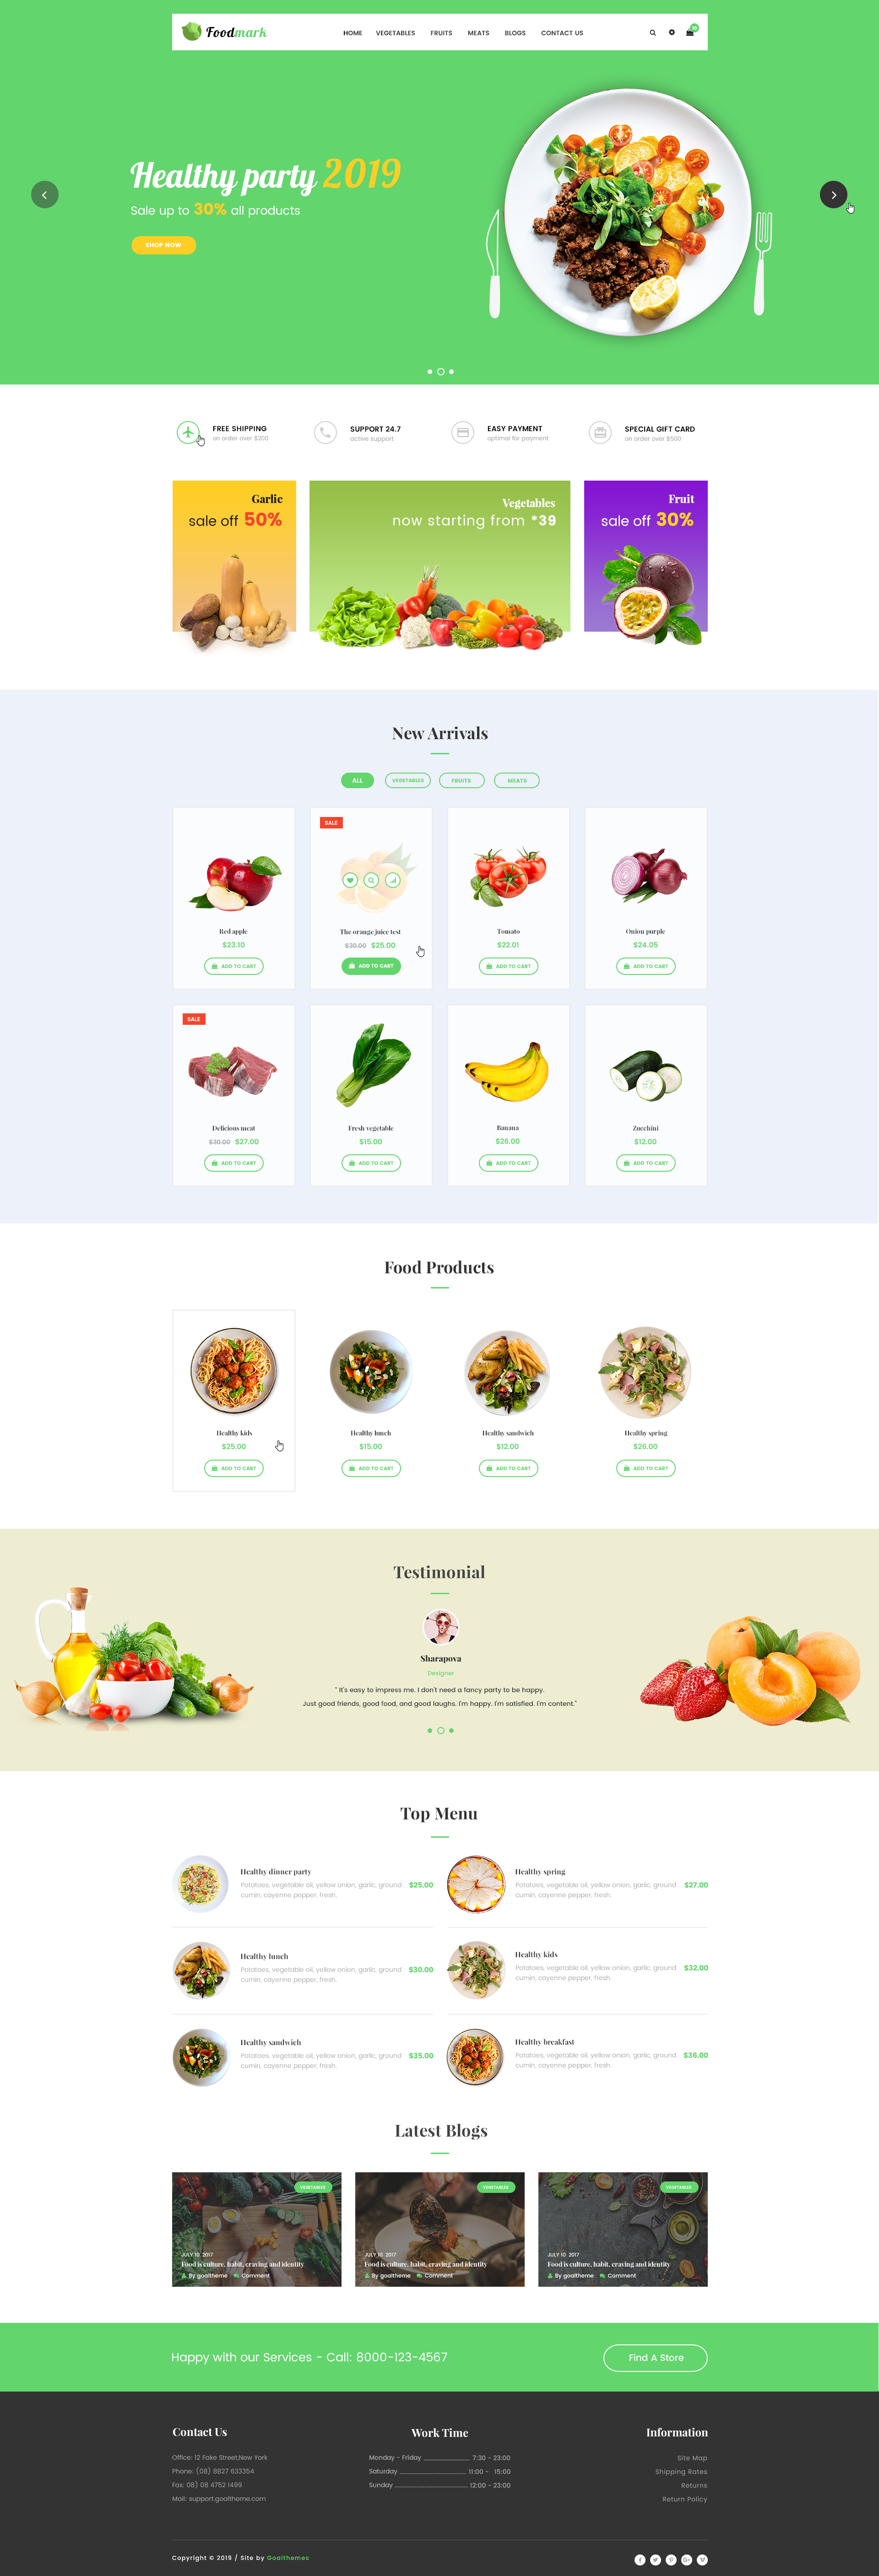 Foodmark
HOME VEGETABLES FRUITS MEATS BLOGS CONTACT US
Healthy party 2019
Sale up to 30% all products
SHOP NOW
FREE SHIPPING
on order over $200
SUPPORT 24.7
active support
EASY PAYMENT
optimal for payment
SPECIAL GIFT CARD
on order over $500
Garlic
sale off 50%
Vegetables
now starting from *39
Fruit
sale off 30%
New Arrivals
ALL VEGETABLES FRUITS MEATS
Red apple
$23.10
ADD TO CART
SALE
The orange juice test
$30.00 $25.00
ADD TO CART
Tomato
$22.01
ADD TO CART
Onion purple
$24.05
ADD TO CART
SALE
Delicious meat
$30.00 $27.00
ADD TO CART
Fresh vegetable
$15.00
ADD TO CART
Banana
$26.00
ADD TO CART
Zucchini
$12.00
ADD TO CART
Food Products
Healthy kids
$25.00
ADD TO CART
Healthy lunch
$15.00
ADD TO CART
Healthy sandwich
$12.00
ADD TO CART
Healthy spring
$26.00
ADD TO CART
Testimonial
Sharapova
Designer
" It's easy to impress me. I don't need a fancy party to be happy.
Just good friends, good food, and good laughs. I'm happy. I'm satisfied. I'm content."
Top Menu
Healthy dinner party
Potatoes, vegetable oil, yellow onion, garlic, ground $25.00
cumin, cayenne pepper, fresh.
Healthy spring
Potatoes, vegetable oil, yellow onion, garlic, ground $27.00
cumin, cayenne pepper, fresh.
Healthy lunch
Potatoes, vegetable oil, yellow onion, garlic, ground $30.00
cumin, cayenne pepper, fresh.
Healthy kids
Potatoes, vegetable oil, yellow onion, garlic, ground $32.00
cumin, cayenne pepper, fresh.
Healthy sandwich
Potatoes, vegetable oil, yellow onion, garlic, ground $35.00
cumin, cayenne pepper, fresh.
Healthy breakfast
Potatoes, vegetable oil, yellow onion, garlic, ground $36.00
cumin, cayenne pepper, fresh.
Latest Blogs
VEGETABLES
JULY 10 2017
Food is culture, habit, craving and identity
By goaltheme Comment
VEGETABLES
JULY 10 2017
Food is culture, habit, craving and identity
By goaltheme Comment
VEGETABLES
JULY 10 2017
Food is culture, habit, craving and identity
By goaltheme Comment
Happy with our Services - Call: 8000-123-4567
Find A Store
Contact Us
Office: 12 Fake Street,New York
Phone: (08) 8827 633354
Fax: 08) 08 4752 1499
Mail: support.goaltheme.com
Work Time
Monday - Friday 7:30 - 23:00
Saturday 11:00 - 15:00
Sunday 12:00 - 23:00
Information
Site Map
Shipping Rates
Returns
Return Policy
Copyright © 2019 / Site by Goalthemes